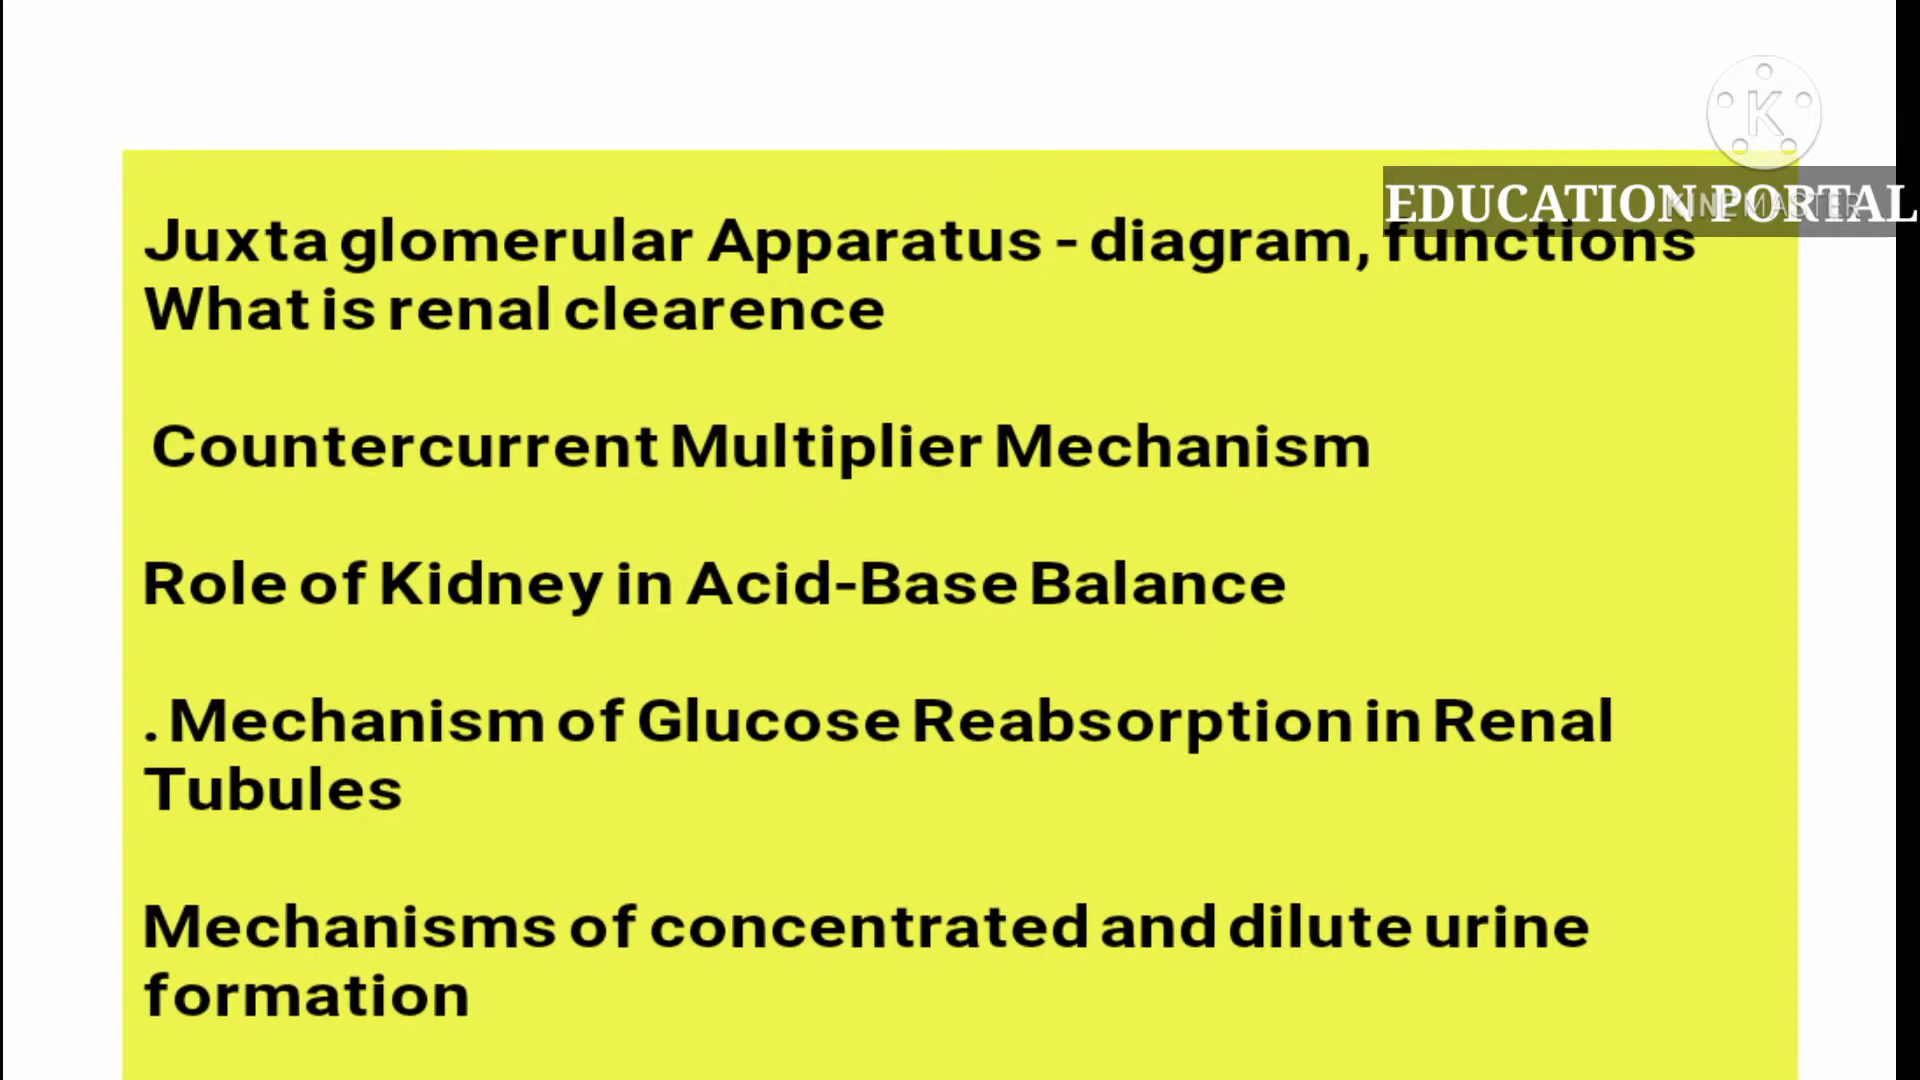 K
KINEMASTER
EDUCATION PORTAL
Juxta glomerular Apparatus - diagram, functions
What is renal clearence
Countercurrent Multiplier Mechanism
Role of Kidney in Acid-Base Balance
. Mechanism of Glucose Reabsorption in Renal
Tubules
Mechanisms of concentrated and dilute urine
formation